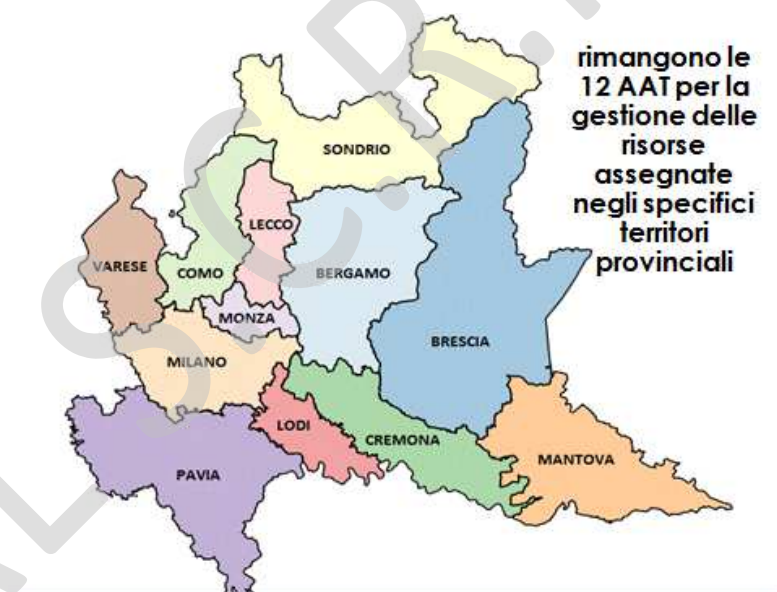 rimangono le
12 AAT per la
gestione delle
risorse
assegnate
negli specifici
territori
provinciali
SONDRIO
LECCO
VARESE
COMO
BERGAMO
MONZA
BRESCIA
MILANO
LODI
CREMONA
MANTOVA
PAVIA